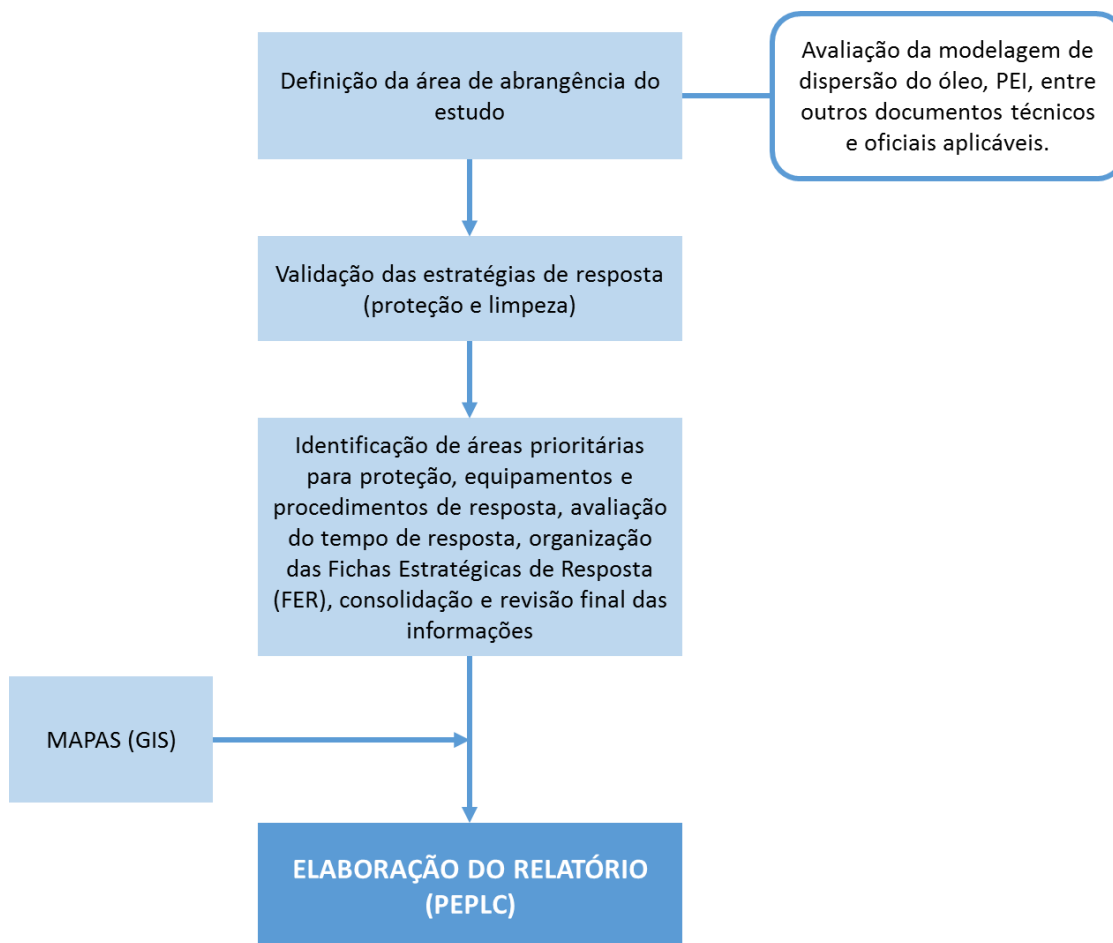 Definição da área de abrangência do
estudo
Avaliação da modelagem de
dispersão do óleo, PEI, entre
outros documentos técnicos
e oficiais aplicáveis.
Validação das estratégias de resposta
(proteção e limpeza)
Identificação de áreas prioritárias
para proteção, equipamentos e
procedimentos de resposta, avaliação
do tempo de resposta, organização
das Fichas Estratégicas de Resposta
(FER), consolidação e revisão final das
informações
MAPAS (GIS)
ELABORAÇÃO DO RELATÓRIO
(PEPLC)